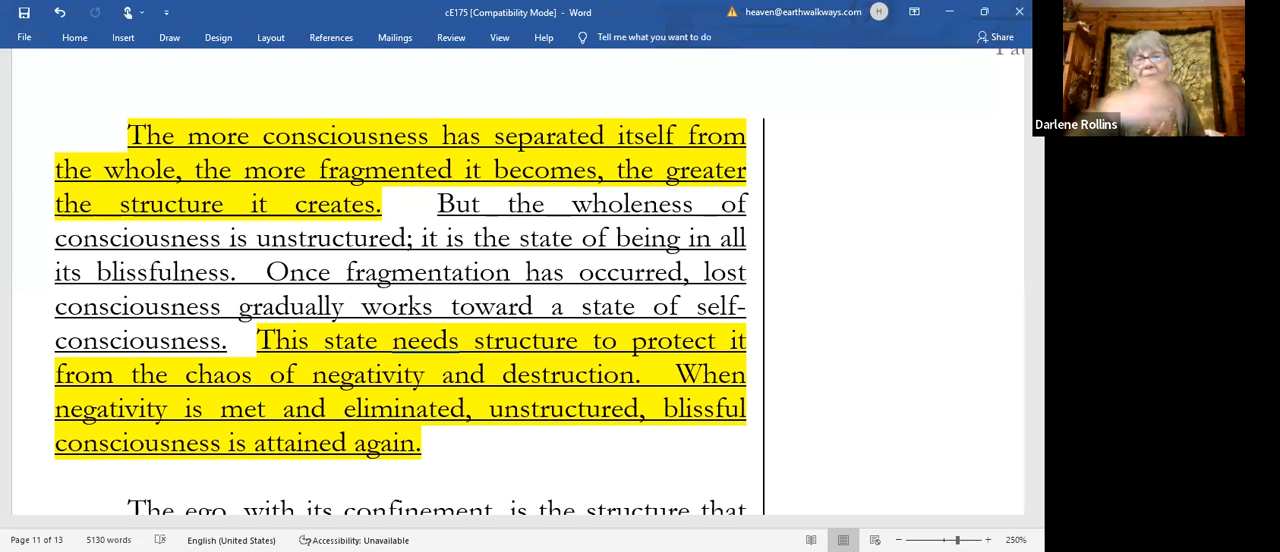 cE175 [Compatibility Mode] - Word
heaven@earthwalkways.com
H
File Home Insert Draw Design Layout References Mailings Review View Help Tell me what you want to do Share
The more consciousness has separated itself from
the whole, the more fragmented it becomes, the greater
the structure it creates. But the wholeness of
consciousness is unstructured; it is the state of being in all
its blissfulness. Once fragmentation has occurred, lost
consciousness gradually works toward a state of self-
consciousness. This state needs structure to protect it
from the chaos of negativity and destruction. When
negativity is met and eliminated, unstructured, blissful
consciousness is attained again.
The ego, with its confinement, is the structure that
Page 11 of 13 5130 words English (United States) Accessibility: Unavailable 250%
Darlene Rollins